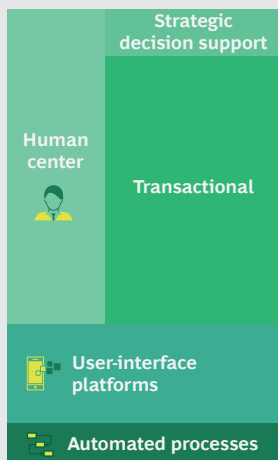 Strategic
decision support
Human
center
Transactional
User-interface
platforms
Automated processes